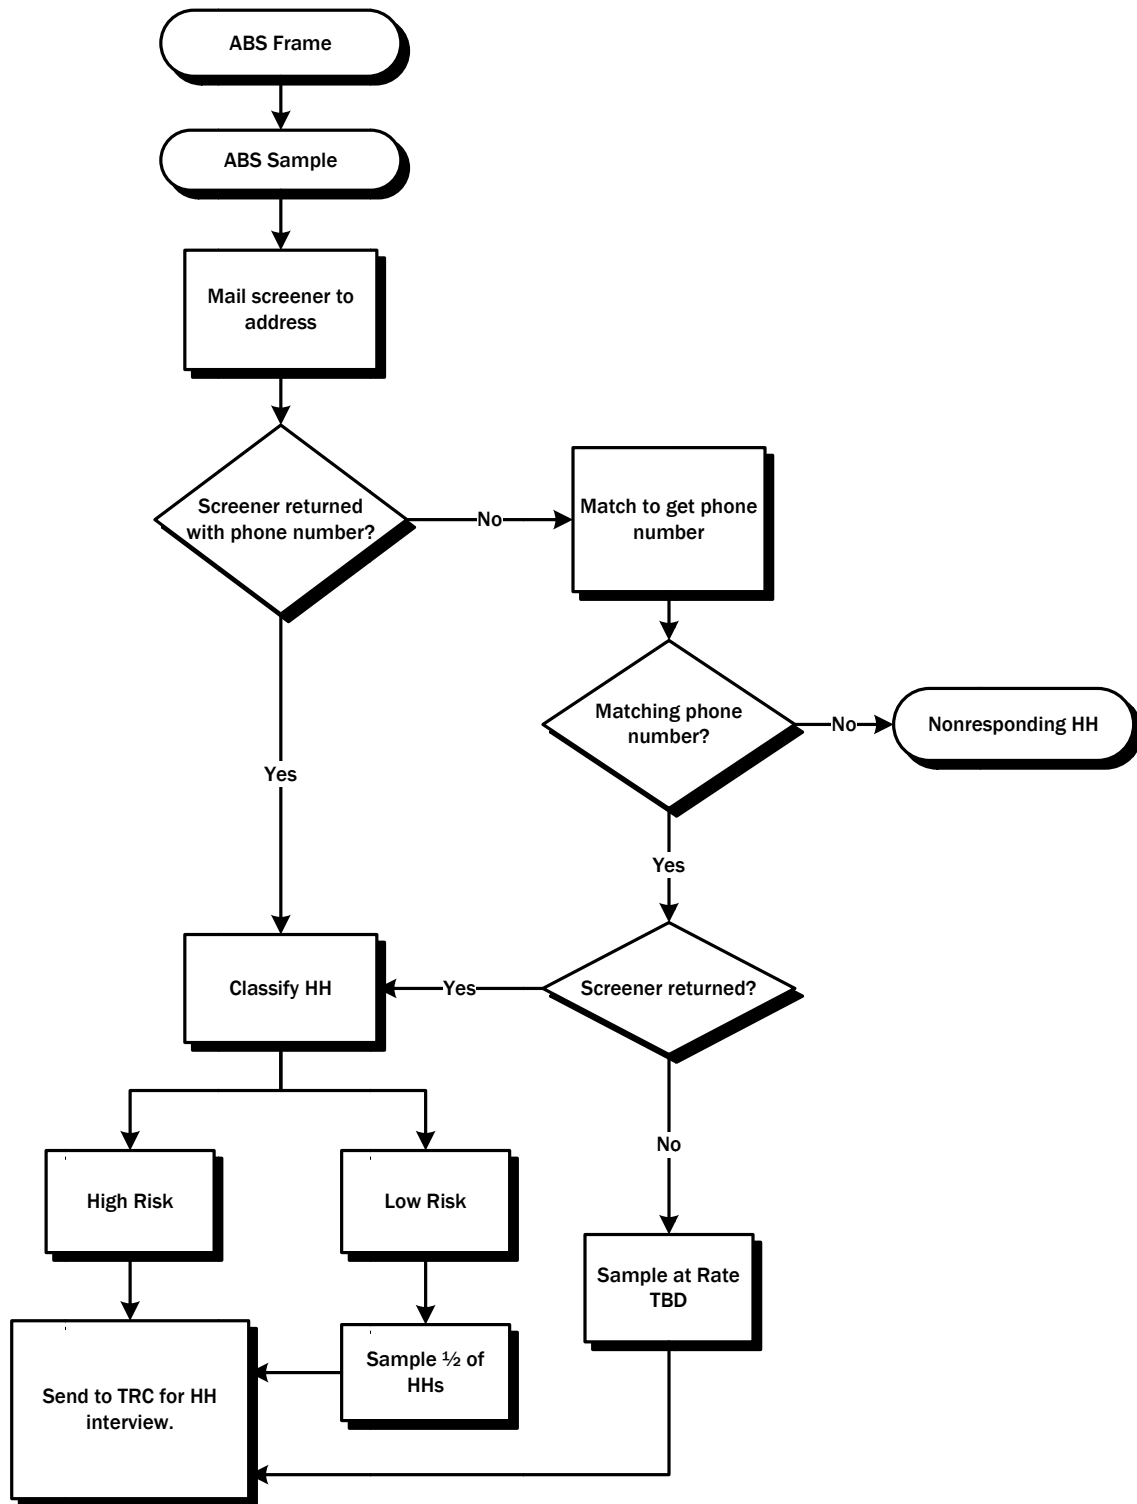 ABS Frame
ABS Sample
Mail screener to
address
Screener returned
with phone number?
No
Match to get phone
number
Matching phone
number?
No
Nonresponding HH
Yes
Yes
Classify HH
Yes
Screener returned?
No
High Risk
Low Risk
Sample at Rate
TBD
Sample ½ of
HHs
Send to TRC for HH
interview.